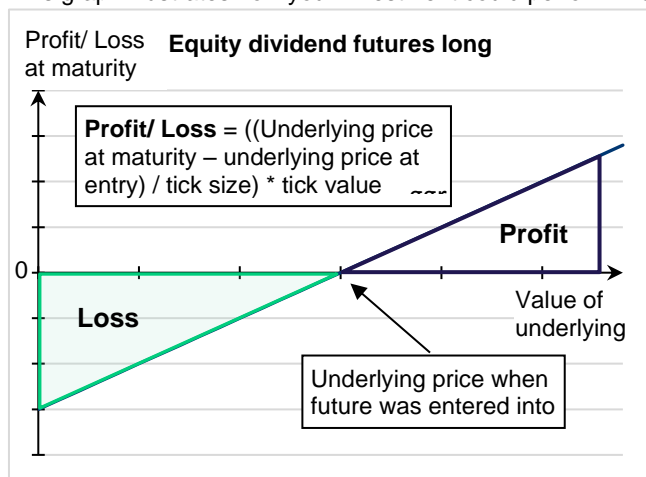 Profit/ Loss
at maturity
Equity dividend futures long
Profit/ Loss = ((Underlying price
at maturity – underlying price at
entry) / tick size) * tick value
Profit
0
Value of
underlying
Loss
Underlying price when
future was entered into